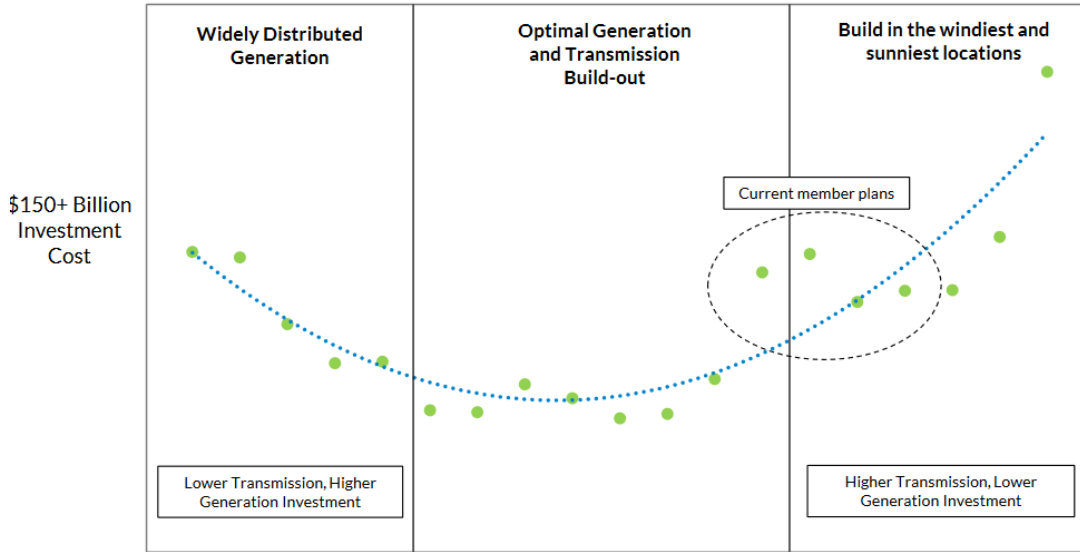 Widely Distributed
Generation
Optimal Generation
and Transmission
Build-out
Build in the windiest and
sunniest locations
$150+ Billion
Investment
Cost
Current member plans
Lower Transmission, Higher
Generation Investment
Higher Transmission, Lower
Generation Investment